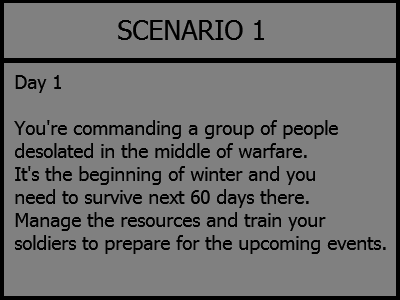 SCENARIO 1
Day 1
You're commanding a group of people
desolated in the middle of warfare.
It's the beginning of winter and you
need to survive next 60 days there.
Manage the resources and train your
soldiers to prepare for the upcoming events.